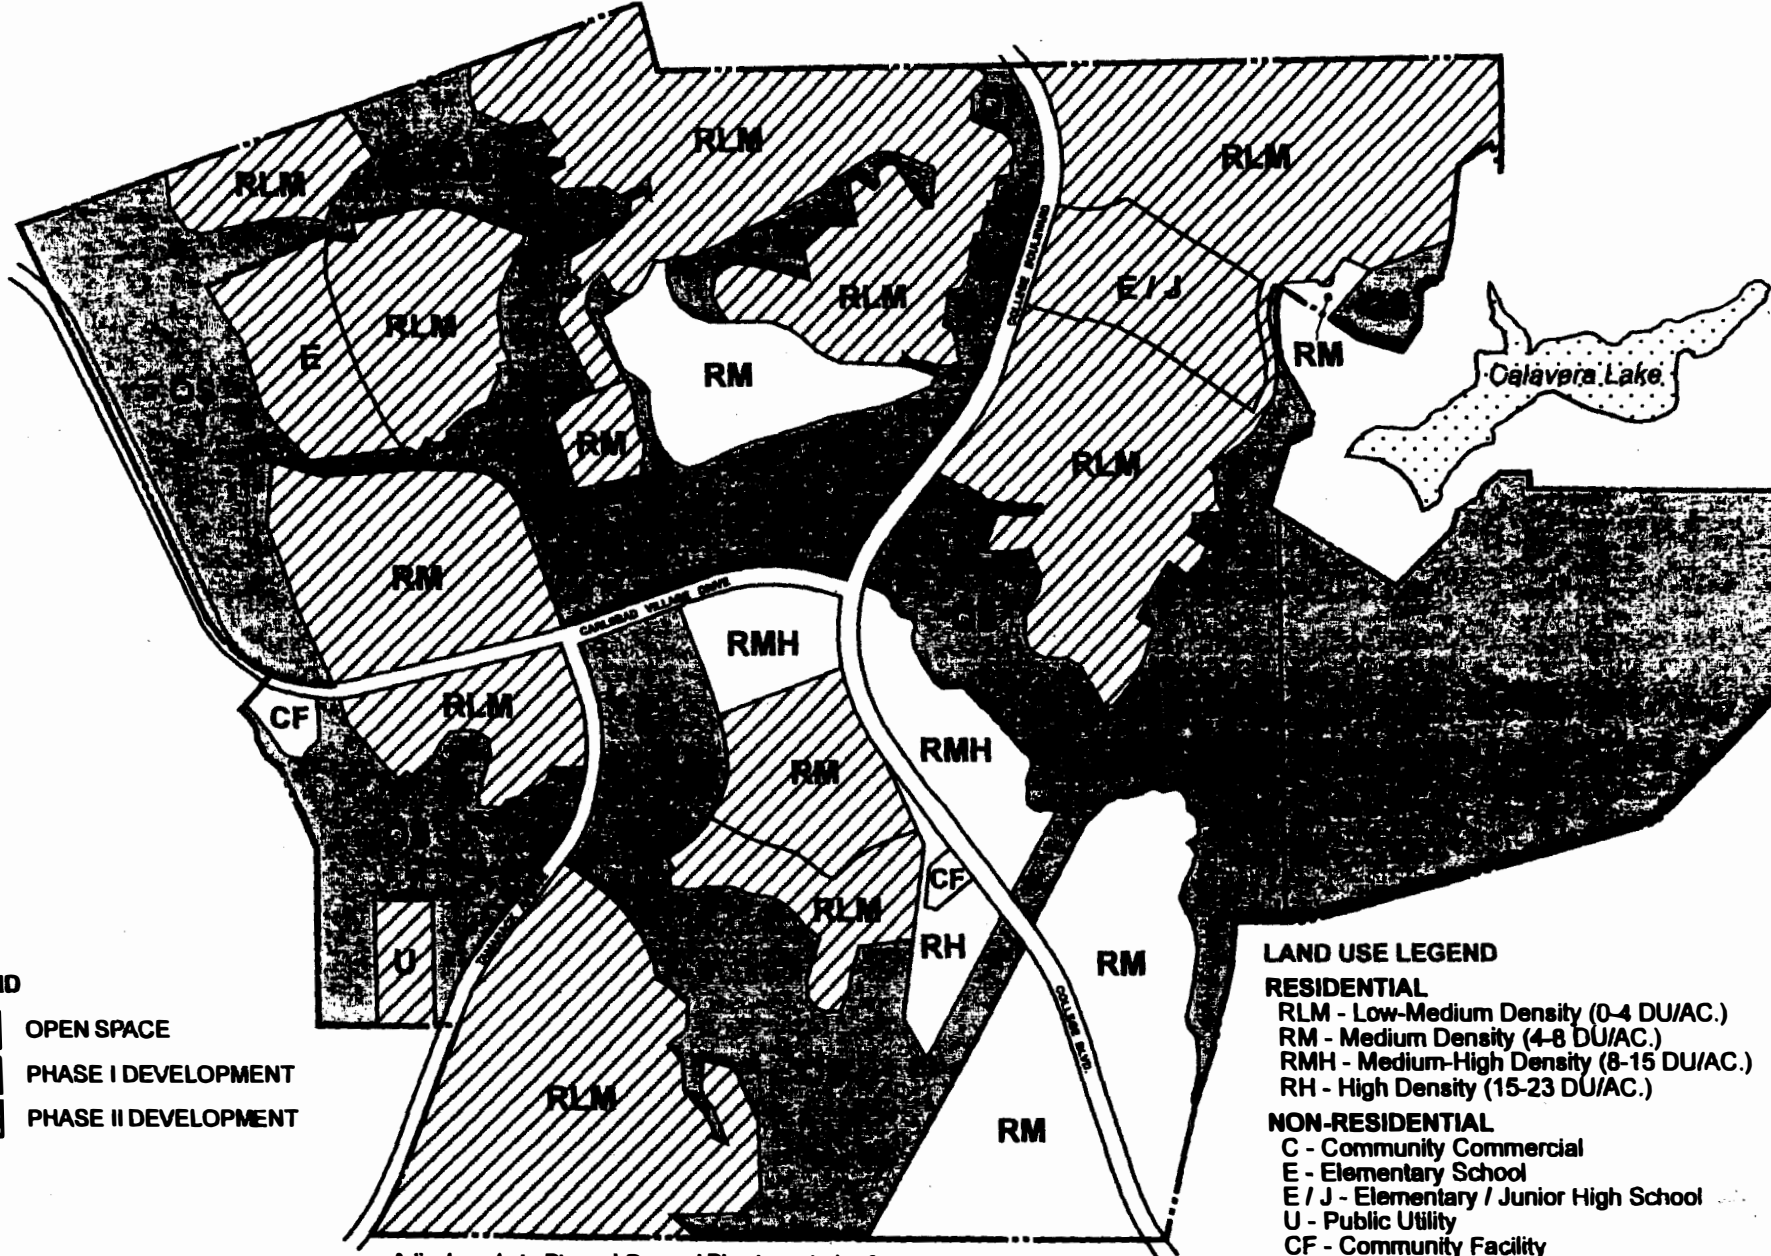 RLM
RLM
RLM
RLM
E / J
RLM
RLM
E
RM
RM
Calavera Lake
COLLEGE BOULEVARD
RM
RLM
RM
CARLSBAD VILLAGE DRIVE
RMH
RLM
CF
RMH
RM
CF
RLM
RH
RM
U
COLLEGE BLVD.
RLM
RM
OPEN SPACE
PHASE I DEVELOPMENT
PHASE II DEVELOPMENT
LAND USE LEGEND
RESIDENTIAL
RLM - Low-Medium Density (0-4 DU/AC.)
RM - Medium Density (4-8 DU/AC.)
RMH - Medium-High Density (8-15 DU/AC.)
RH - High Density (15-23 DU/AC.)
NON-RESIDENTIAL
C - Community Commercial
E - Elementary School
E / J - Elementary / Junior High School
U - Public Utility
CF - Community Facility